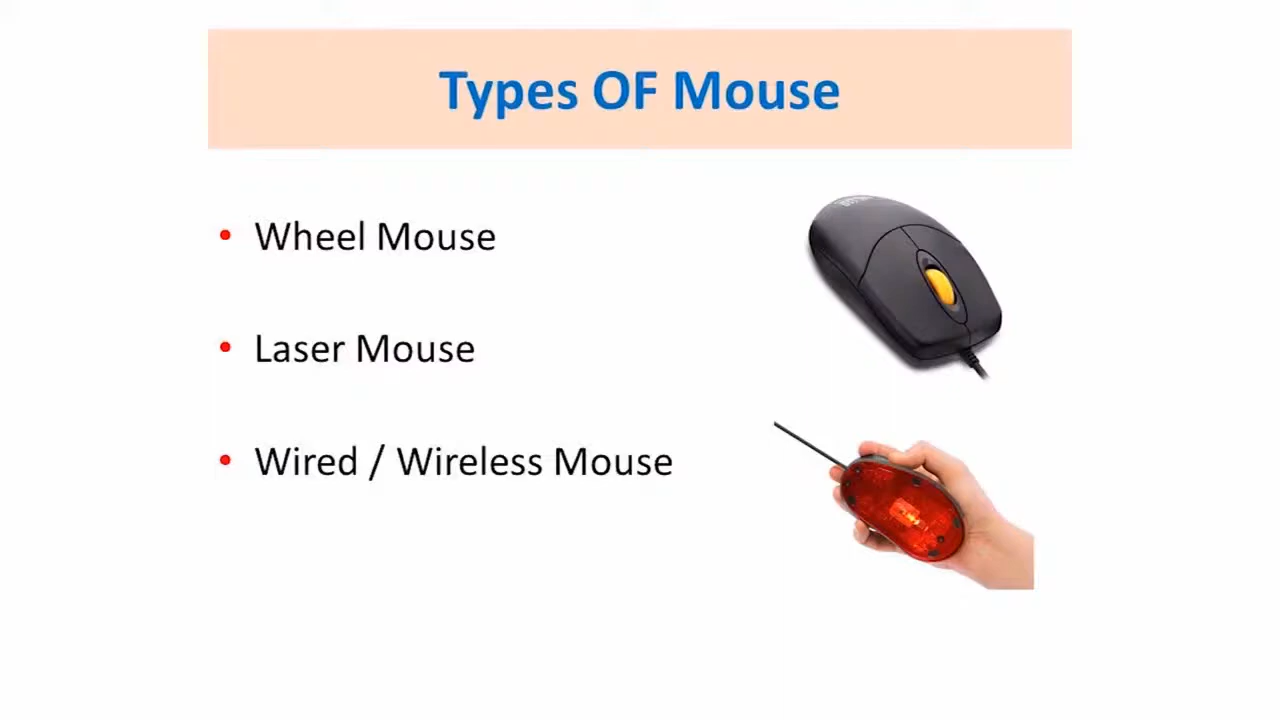 Types OF Mouse
Wheel Mouse
Laser Mouse
Wired / Wireless Mouse